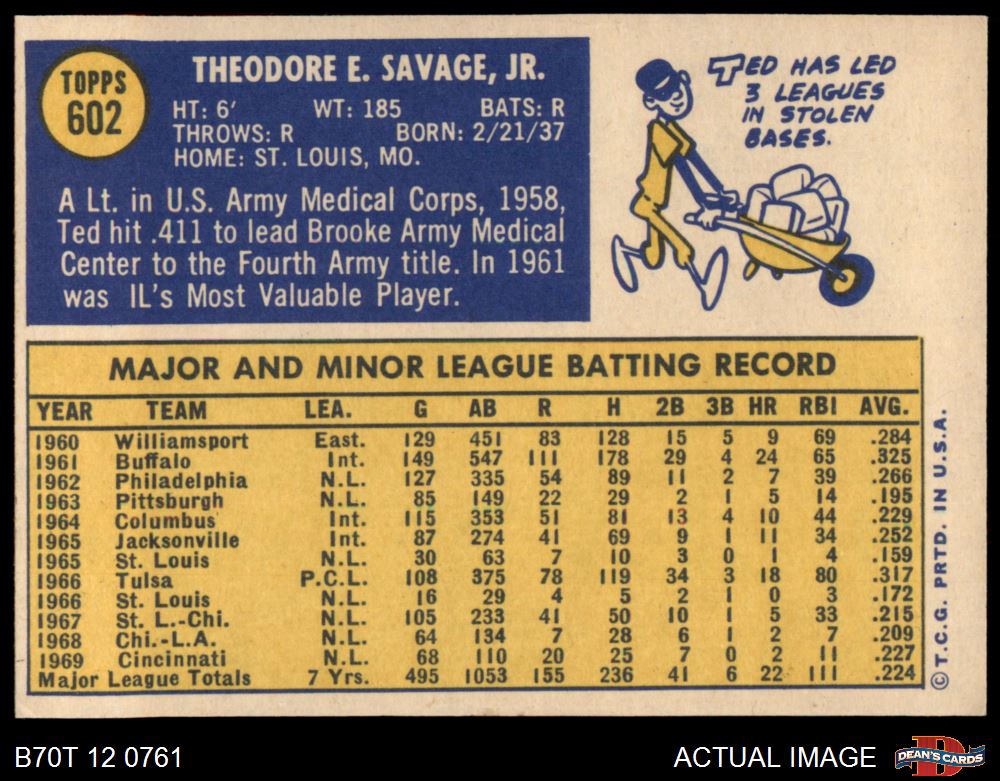 TOPPS
602
THEODORE E. SAVAGE, JR.
HT: 6' WT: 185 BATS: R
THROWS: R BORN: 2/21/37
HOME: ST. LOUIS, MO.
A Lt. in U.S. Army Medical Corps, 1958,
Ted hit .411 to lead Brooke Army Medical
Center to the Fourth Army title. In 1961
was IL's Most Valuable Player.
TED HAS LED
3 LEAGUES
IN STOLEN
BASES.
MAJOR AND MINOR LEAGUE BATTING RECORD
YEAR TEAM LEA. G AB R H 2B 3B HR RBI AVG.
1960 Williamsport East. 129 451 83 128 15 5 9 69 .284
1961 Buffalo Int. 149 547 111 178 29 4 24 65 .325
1962 Philadelphia N.L. 127 335 54 89 11 2 7 39 .266
1963 Pittsburgh N.L. 85 149 22 29 2 1 5 14 .195
1964 Columbus Int. 115 353 51 81 13 4 10 44 .229
1965 Jacksonville Int. 87 274 41 69 9 1 11 34 .252
1965 St. Louis N.L. 30 63 7 10 3 0 1 4 .159
1966 Tulsa P.C.L. 108 375 78 119 34 3 18 80 .317
1966 St. Louis N.L. 16 29 4 5 2 1 0 3 .172
1967 St. L.-Chi. N.L. 105 233 41 50 10 1 5 33 .215
1968 Chi.-L.A. N.L. 64 134 7 28 6 1 2 7 .209
1969 Cincinnati N.L. 68 110 20 25 7 0 2 11 .227
Major League Totals 7 Yrs. 495 1053 155 236 41 6 22 111 .224
©T.C.G. PRTD. IN U.S.A.
B70T 12 0761
ACTUAL IMAGE
D
DEAN'S CARDS